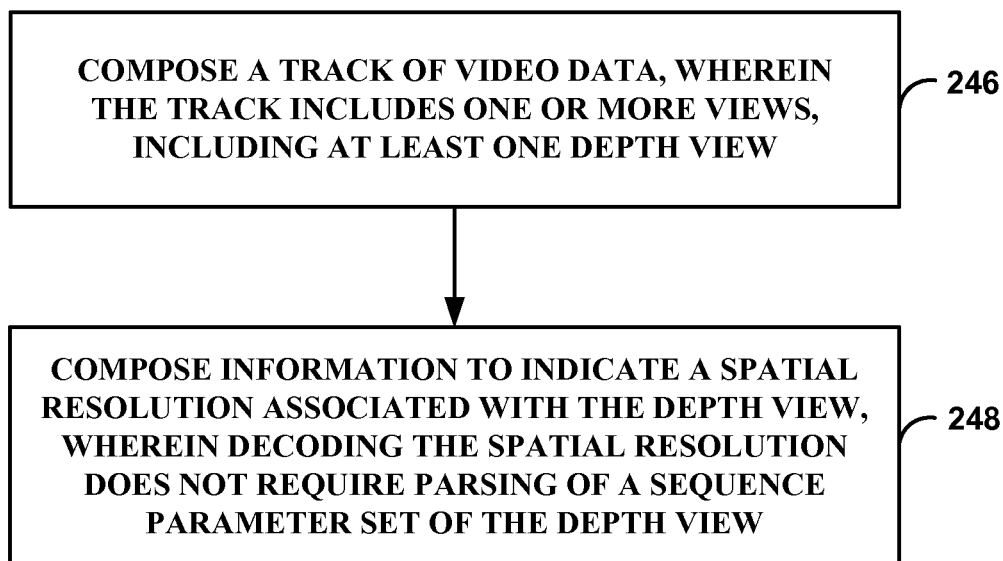 COMPOSE A TRACK OF VIDEO DATA, WHEREIN
THE TRACK INCLUDES ONE OR MORE VIEWS,
INCLUDING AT LEAST ONE DEPTH VIEW
246
COMPOSE INFORMATION TO INDICATE A SPATIAL
RESOLUTION ASSOCIATED WITH THE DEPTH VIEW,
WHEREIN DECODING THE SPATIAL RESOLUTION
DOES NOT REQUIRE PARSING OF A SEQUENCE
PARAMETER SET OF THE DEPTH VIEW
248